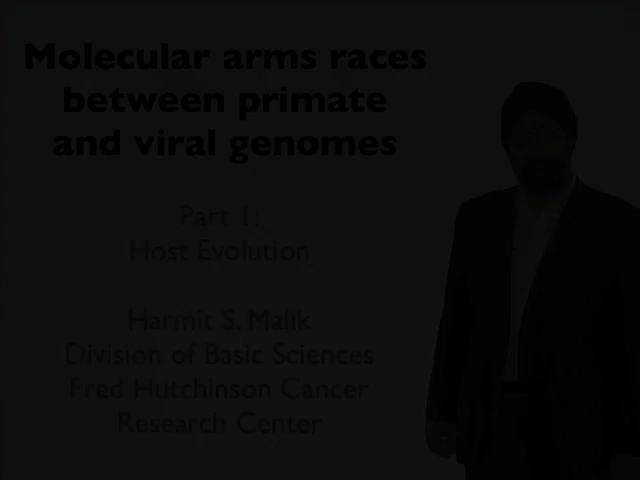 Molecular arms races
between primate
and viral genomes
Part 1:
Host Evolution
Harmit S. Malik
Division of Basic Sciences
Fred Hutchinson Cancer
Research Center